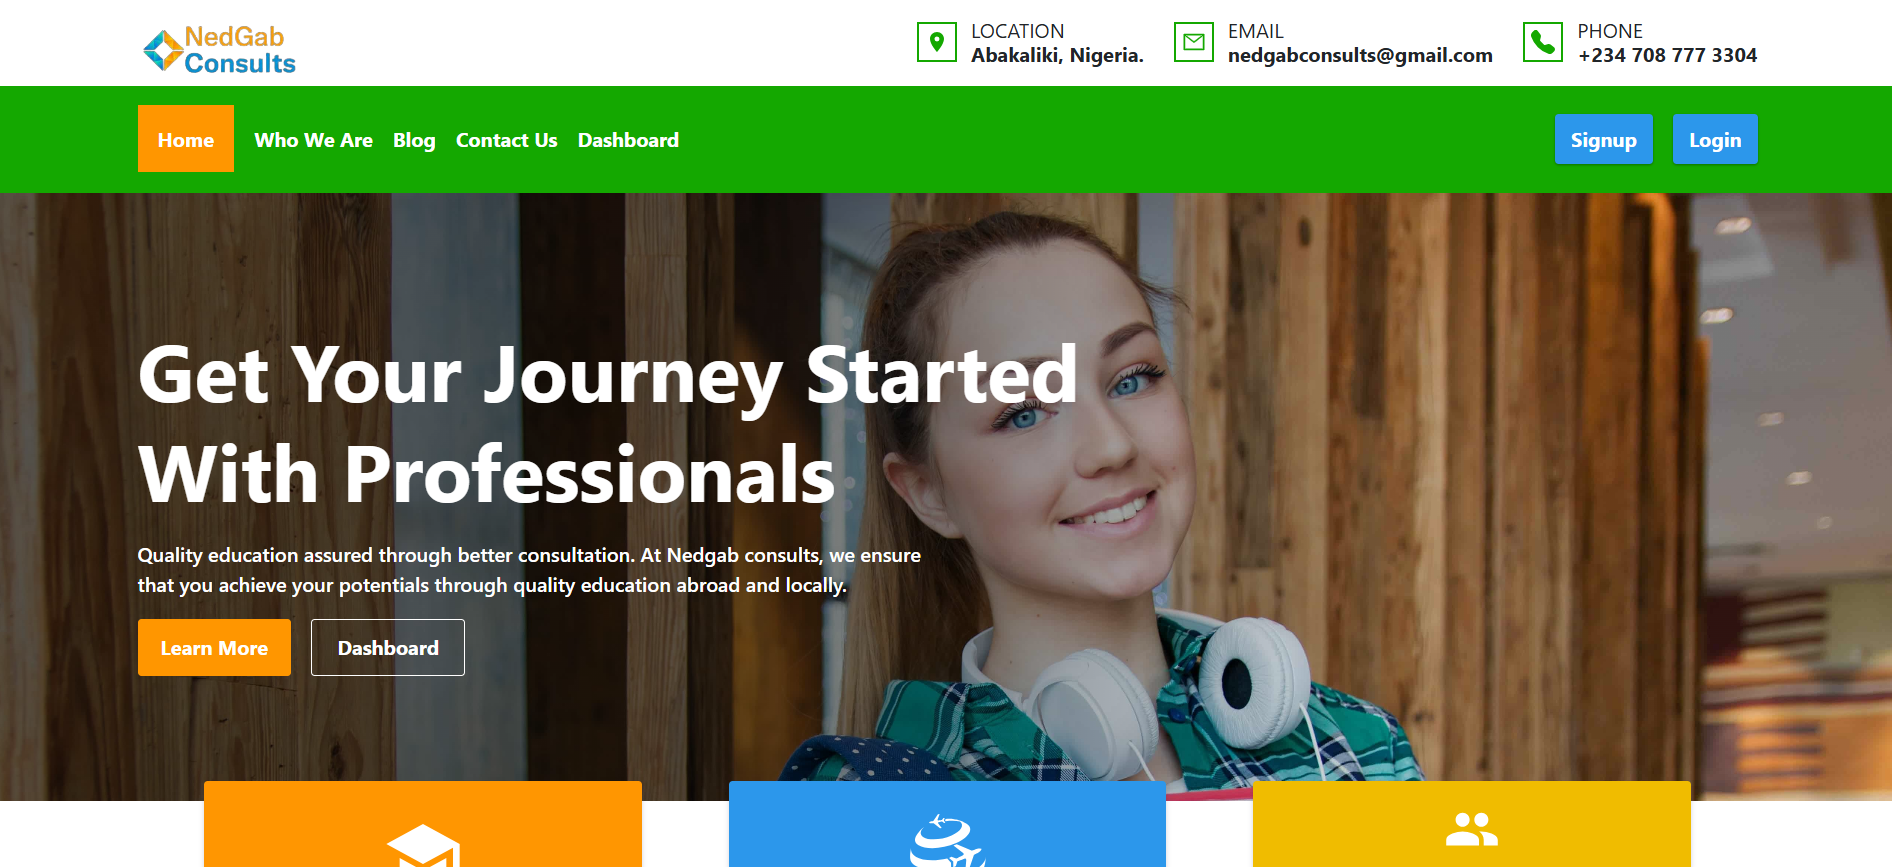 NedGab
Consults
LOCATION
Abakaliki, Nigeria.
EMAIL
nedgabconsults@gmail.com
PHONE
+234 708 777 3304
Home
Who We Are
Blog
Contact Us
Dashboard
Signup
Login
Get Your Journey Started
With Professionals
Quality education assured through better consultation. At Nedgab consults, we ensure
that you achieve your potentials through quality education abroad and locally.
Learn More
Dashboard